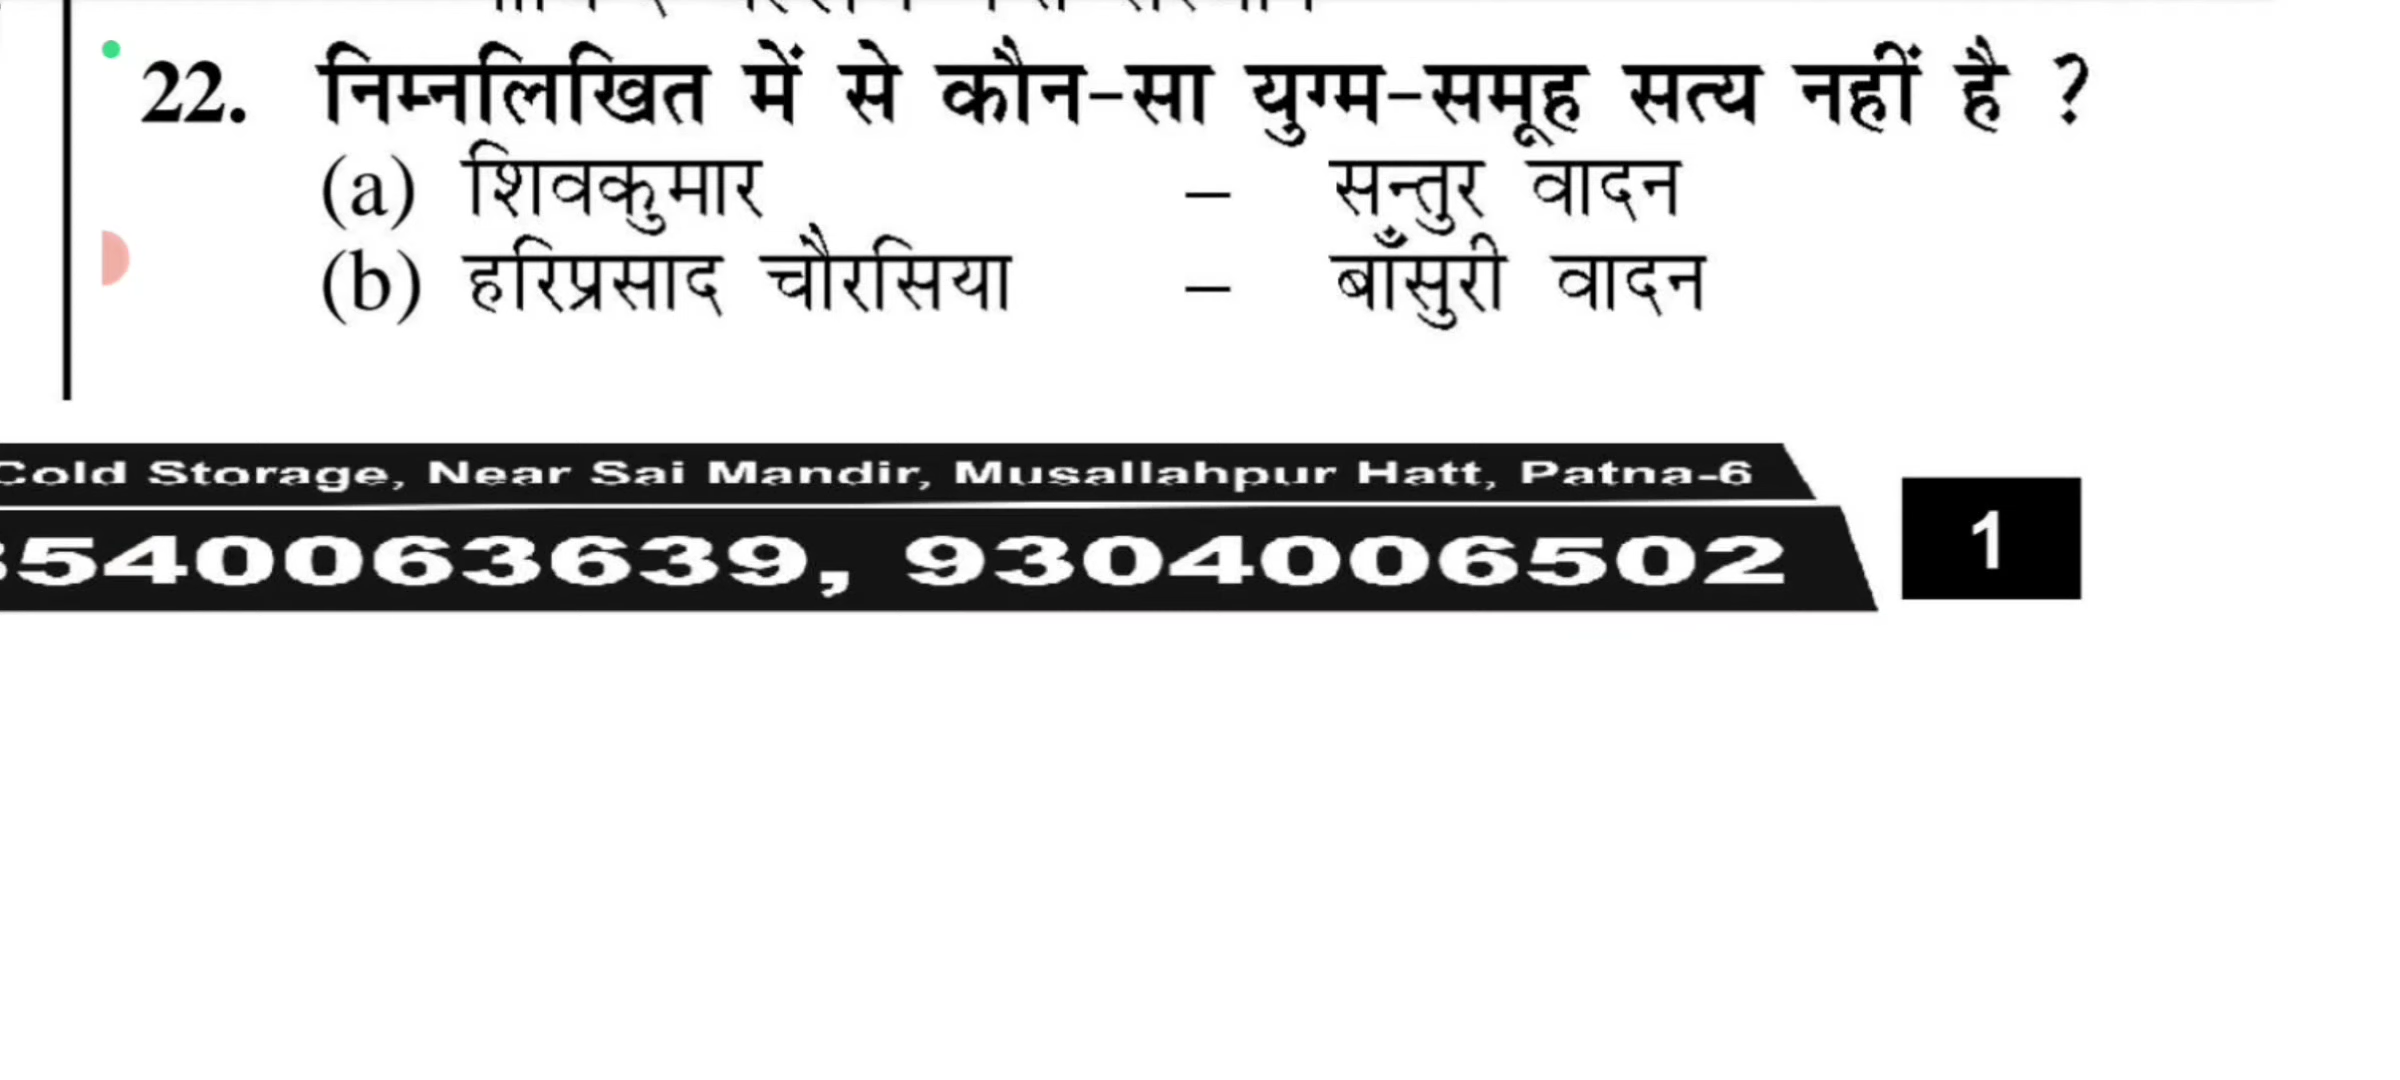 22. निम्नलिखित में से कौन-सा युग्म-समूह सत्य नहीं है ?
(a) शिवकुमार – सन्तुर वादन
(b) हरिप्रसाद चौरसिया – बाँसुरी वादन
Cold Storage, Near Sai Mandir, Musallahpur Hatt, Patna-6
540063639, 9304006502
1